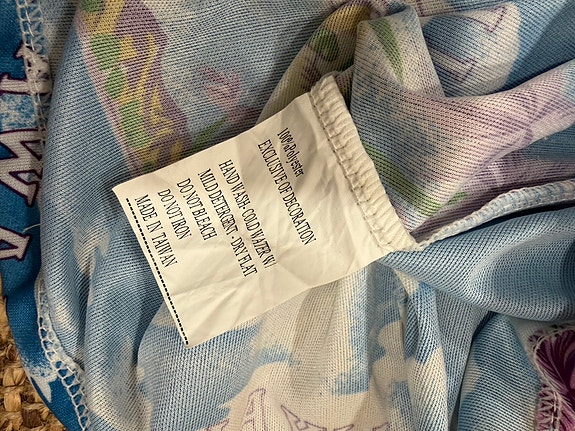 100%Polyester
EXCLUSIVE OF DECORATION
HAND WASH COLD WATER W/
MILD DETERGENT - DRY FLAT
DO NOT BLEACH
DO NOT IRON
MADE IN TAIWAN